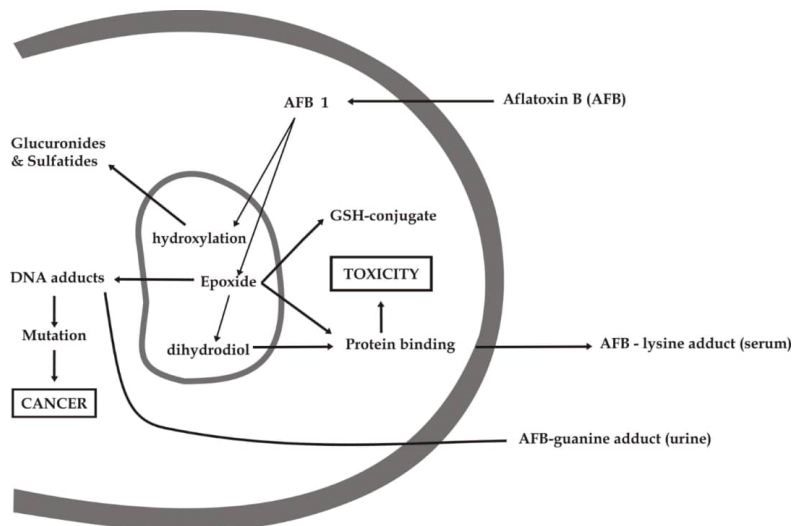 AFB 1
Aflatoxin B (AFB)
Glucuronides
& Sulfatides
GSH-conjugate
hydroxylation
TOXICITY
DNA adducts
Epoxide
Mutation
dihydrodiol
Protein binding
AFB - lysine adduct (serum)
CANCER
AFB-guanine adduct (urine)